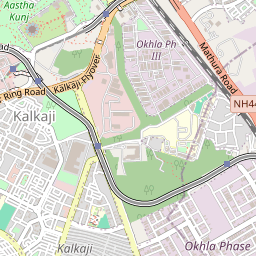 Aastha
Kunj
Okhla Ph
III
Mathura Road
Kalkaji Flyover
Ring Road
NH44
Kalkaji
Kalkaji
Okhla Phase